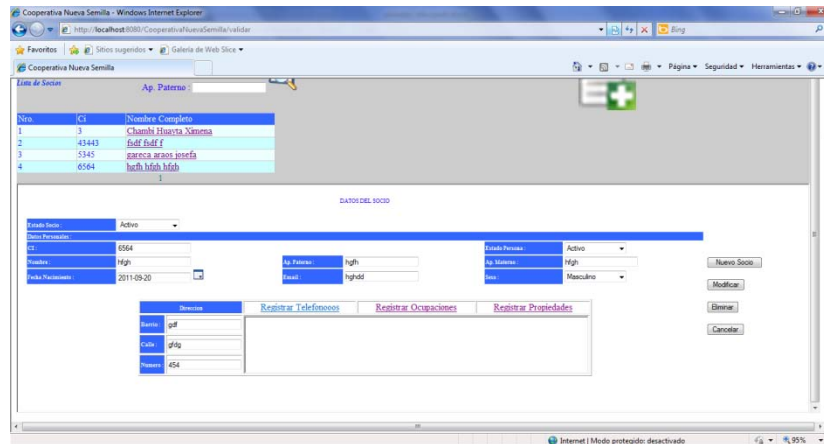 Cooperativa Nueva Semilla - Windows Internet Explorer
http://localhost:8080/CooperativaNuevaSemilla/validar
Bing
Favoritos Sitios sugeridos Galería de Web Slice
Cooperativa Nueva Semilla
Página Seguridad Herramientas
Lista de Socios
Ap. Paterno :
Nro. Ci Nombre Completo
1 3 Chambi Huayta Ximena
2 43443 fsdf fsdf f
3 5345 gareca araos josefa
4 6564 hgfh hfgh hfgh
1
DATOS DEL SOCIO
Estado Socio : Activo
Datos Personales :
CI : 6564 Estado Persona : Activo
Nombre : hfgh Ap. Paterno : hgfh Ap. Materno : hfgh Nuevo Socio
Fecha Nacimiento : 2011-09-20 Email : hghdd Sexo : Masculino
Modificar
Eliminar
Cancelar
Direccion Registrar Telefonooos Registrar Ocupaciones Registrar Propiedades
Barrio : gdf
Calle : gfdg
Numero 454
Internet | Modo protegido: desactivado 95%